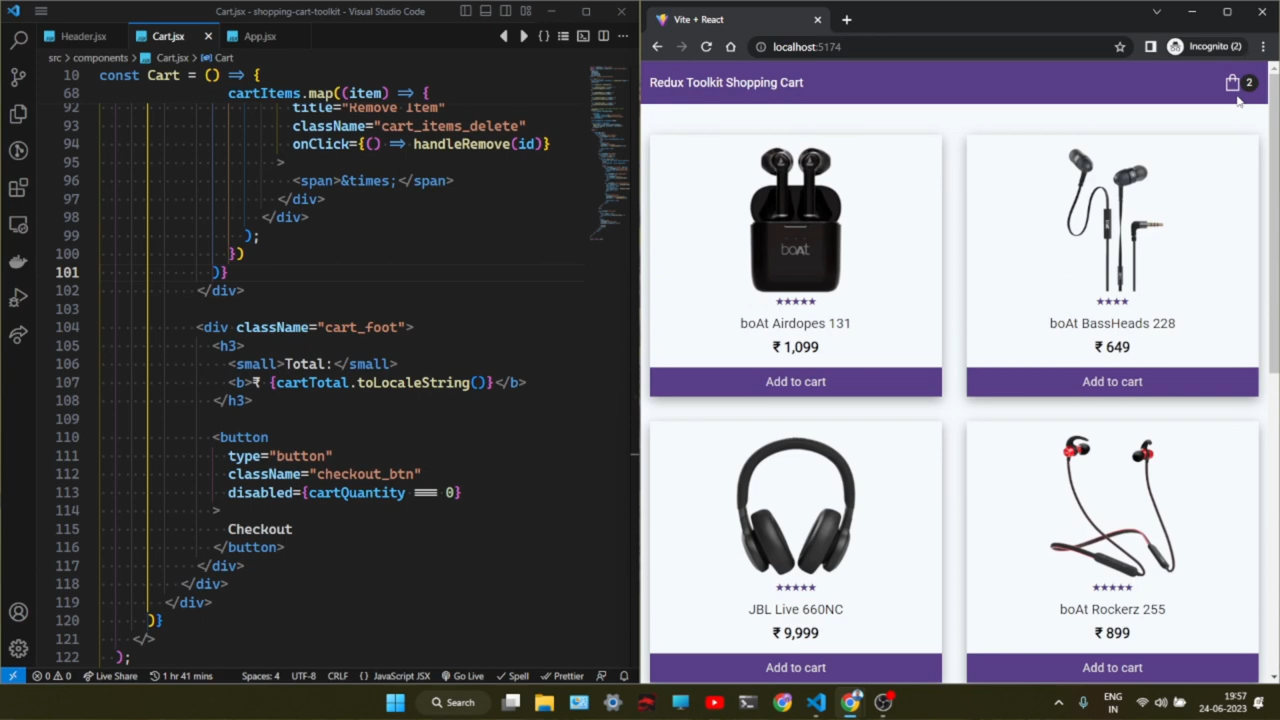 Cart.jsx - shopping-cart-toolkit - Visual Studio Code
Header.jsx
Cart.jsx
App.jsx
src > components > Cart.jsx > Cart
10 const Cart = () => {
68 cartItems.map((item) => {
92 title="Remove Item"
93 className="cart_items_delete"
94 onClick={() => handleRemove(id)}
95 >
96 <span>&times;</span>
97 </div>
98 </div>
99 );
100 })
101 )}
102 </div>
103
104 <div className="cart_foot">
105 <h3>
106 <small>Total:</small>
107 <b>₹ {cartTotal.toLocaleString()}</b>
108 </h3>
109
110 <button
111 type="button"
112 className="checkout_btn"
113 disabled={cartQuantity === 0}
114 >
115 Checkout
116 </button>
117 </div>
118 </div>
119 </div>
120 )}
121 </>
122 );
0 0 Live Share 1 hr 41 mins Spaces: 4 UTF-8 CRLF {} JavaScript JSX Go Live Spell Prettier
Vite + React
localhost:5174
Incognito (2)
Redux Toolkit Shopping Cart
2
boAt
boAt Airdopes 131
₹ 1,099
Add to cart
boAt BassHeads 228
₹ 649
Add to cart
JBL Live 660NC
₹ 9,999
Add to cart
boAt Rockerz 255
₹ 899
Add to cart
Search
ENG
IN
19:57
24-06-2023